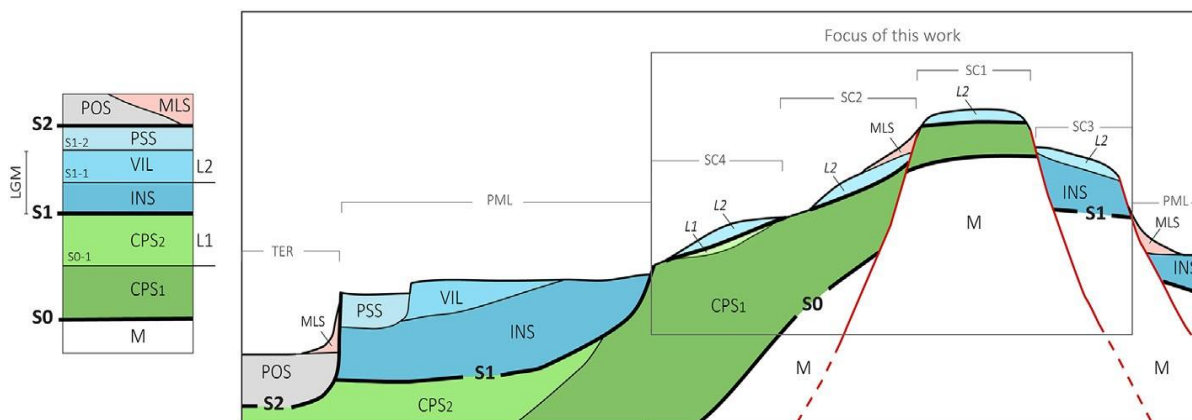 POS MLS
S2
S1-2 PSS
LGM S1-1 VIL L2
INS
S1
CPS2 L1
S0-1
CPS1
S0
M
Focus of this work
SC1
L2
SC2
MLS
SC3
L2
SC4
L2
L2
INS
S1
PML
MLS
INS
PML
L1
M
TER
PSS VIL
MLS
INS
CPS1 S0
POS
S1
M M
S2
CPS2